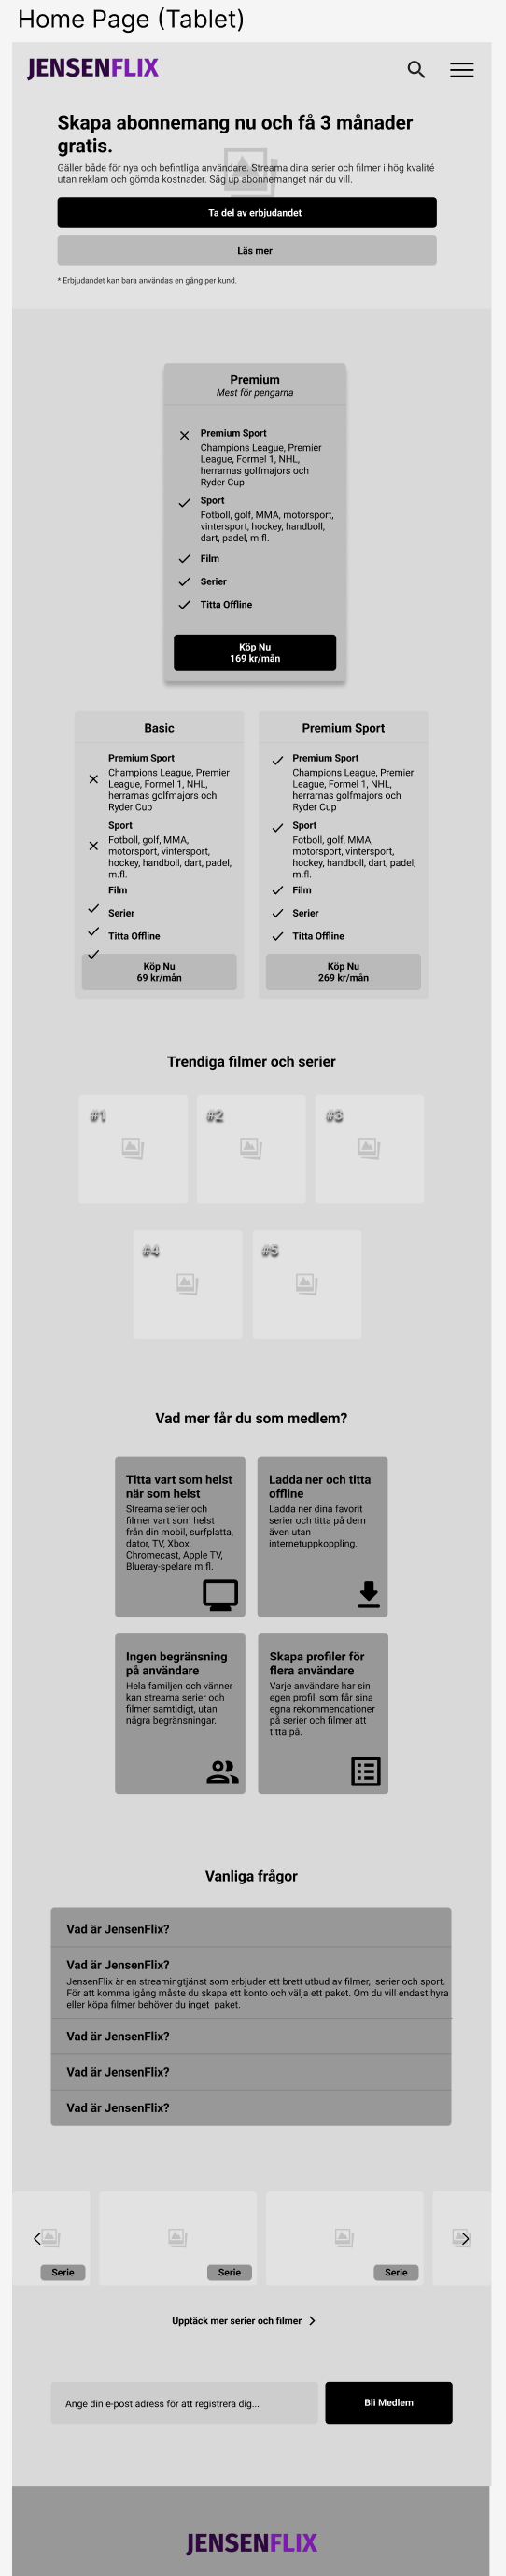 Home Page (Tablet)
JENSENFLIX
Skapa abonnemang nu och få 3 månader
gratis.
Gäller både för nya och befintliga användare. Streama dina serier och filmer i hög kvalité
utan reklam och gömda kostnader. Säg up abonnemanget när du vill.
Ta del av erbjudandet
Läs mer
* Erbjudandet kan bara användas en gång per kund.
Premium
Mest för pengarna
Premium Sport
Champions League, Premier
League, Formel 1, NHL,
herrarnas golfmajors och
Ryder Cup
Sport
Fotboll, golf, MMA, motorsport,
vintersport, hockey, handboll,
dart, padel, m.fl.
Film
Serier
Titta Offline
Köp Nu
169 kr/mån
Basic
Premium Sport
Champions League, Premier
League, Formel 1, NHL,
herrarnas golfmajors och
Ryder Cup
Sport
Fotboll, golf, MMA,
motorsport, vintersport,
hockey, handboll, dart, padel,
m.fl.
Film
Serier
Titta Offline
Köp Nu
69 kr/mån
Premium Sport
Premium Sport
Champions League, Premier
League, Formel 1, NHL,
herrarnas golfmajors och
Ryder Cup
Sport
Fotboll, golf, MMA,
motorsport, vintersport,
hockey, handboll, dart, padel,
m.fl.
Film
Serier
Titta Offline
Köp Nu
269 kr/mån
Trendiga filmer och serier
#1
#2
#3
#4
#5
Vad mer får du som medlem?
Titta vart som helst
när som helst
Streama serier och
filmer vart som helst
från din mobil, surfplatta,
dator, TV, Xbox,
Chromecast, Apple TV,
Blueray-spelare m.fl.
Ladda ner och titta
offline
Ladda ner dina favorit
serier och titta på dem
även utan
internetuppkoppling.
Ingen begränsning
på användare
Hela familjen och vänner
kan streama serier och
filmer samtidigt, utan
några begränsningar.
Skapa profiler för
flera användare
Varje användare har sin
egen profil, som får sina
egna rekommendationer
på serier och filmer att
titta på.
Vanliga frågor
Vad är JensenFlix?
Vad är JensenFlix?
JensenFlix är en streamingtjänst som erbjuder ett brett utbud av filmer, serier och sport.
För att komma igång måste du skapa ett konto och välja ett paket. Om du vill endast hyra
eller köpa filmer behöver du inget paket.
Vad är JensenFlix?
Vad är JensenFlix?
Vad är JensenFlix?
Serie
Serie
Serie
Upptäck mer serier och filmer
Ange din e-post adress för att registrera dig...
Bli Medlem
JENSENFLIX